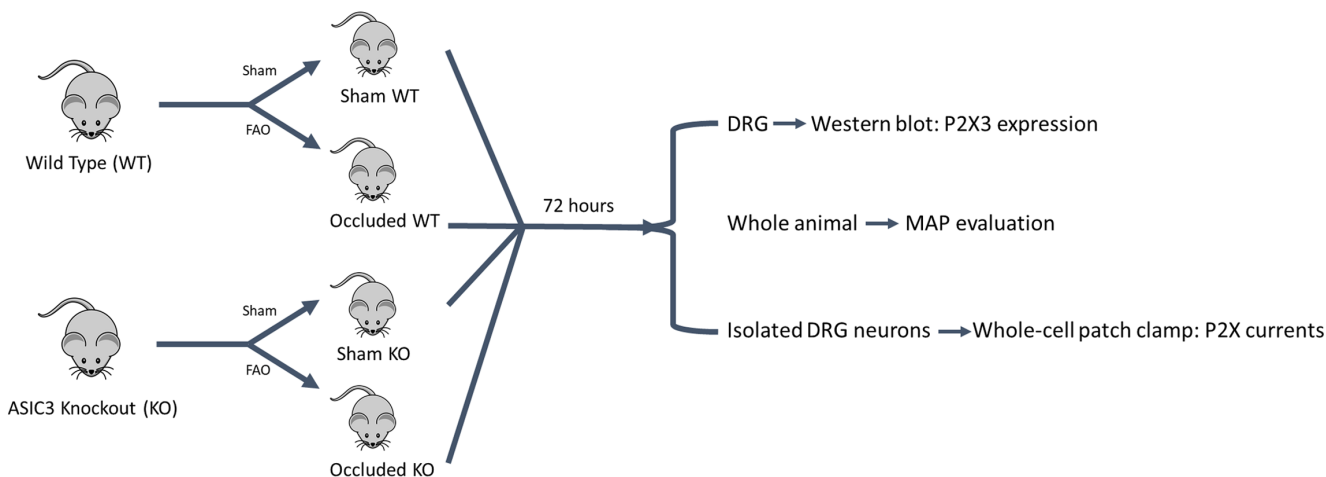 Wild Type (WT)
Sham
FAO
Sham WT
Occluded WT
ASIC3 Knockout (KO)
Sham
FAO
Sham KO
Occluded KO
72 hours
DRG Western blot: P2X3 expression
Whole animal MAP evaluation
Isolated DRG neurons Whole-cell patch clamp: P2X currents